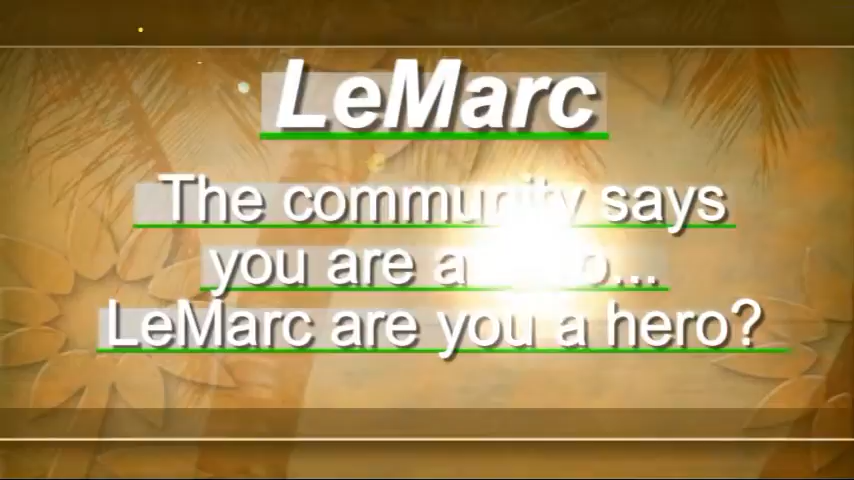 LeMarc
The community says
you are a
LeMarc are you a hero?